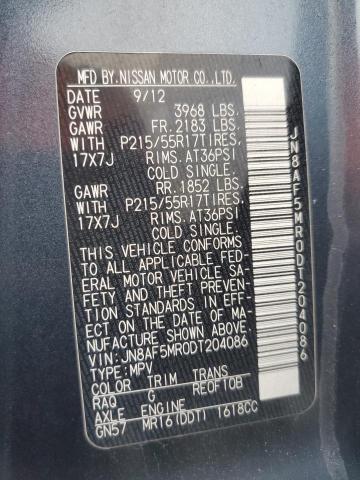 MFD BY.NISSAN MOTOR CO.,LTD.
DATE 9/12
GVWR 3968 LBS.
GAWR FR.2183 LBS.
WITH P215/55R17TIRES,
17X7J RIMS.AT36PSI
COLD SINGLE.
GAWR RR.1852 LBS.
WITH P215/55R17TIRES,
17X7J RIMS.AT36PSI
COLD SINGLE.
THIS VEHICLE CONFORMS
TO ALL APPLICABLE FED-
ERAL MOTOR VEHICLE SA-
FETY AND THEFT PREVEN-
TION STANDARDS IN
EFFECT ON THE DATE OF MA-
NUFACTURE SHOWN ABOVE.
VIN:JN8AF5MR0DT204086
TYPE:MPV
COLOR TRIM TRANS
RAQ G RE0F10B
AXLE ENGINE
GN57 MR16(DDT) 1618CC
JN8AF5MR0DT204086